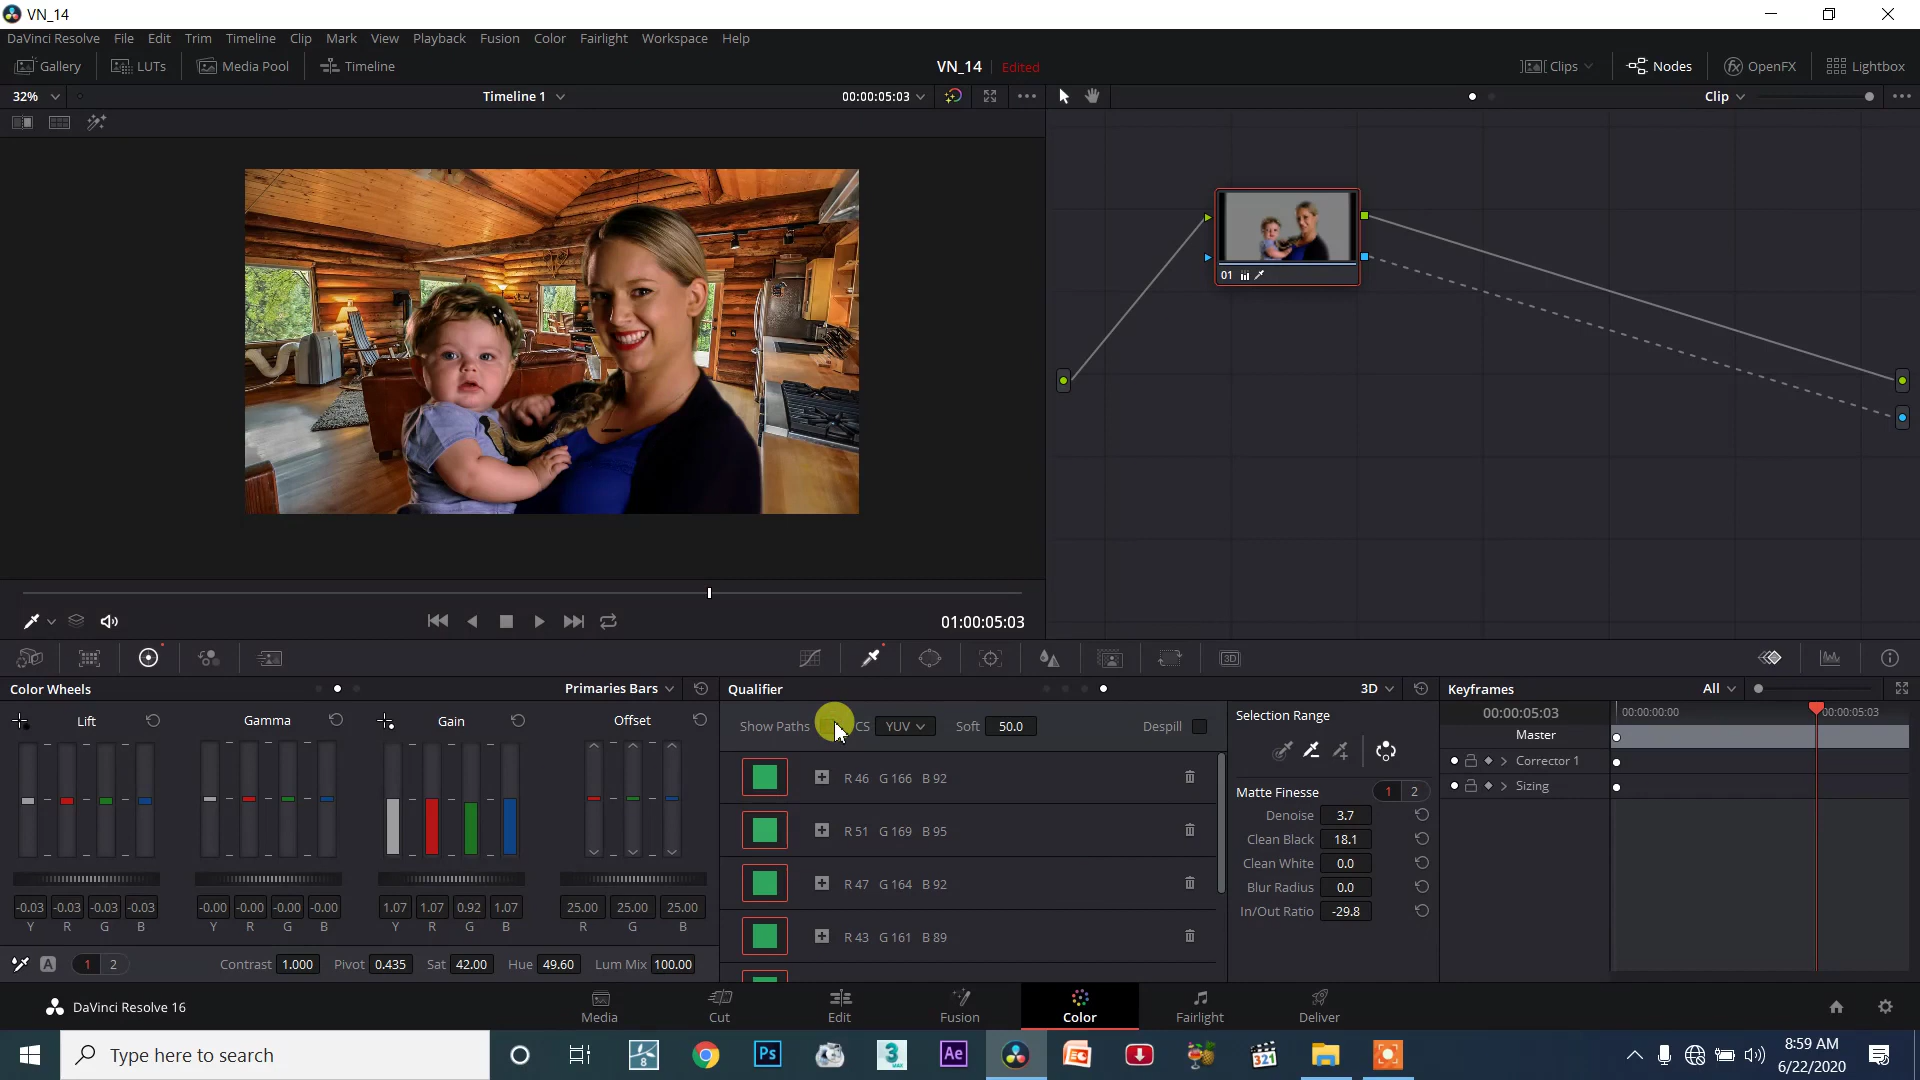 VN_14
DaVinci Resolve File Edit Trim Timeline Clip Mark View Playback Fusion Color Fairlight Workspace Help
Gallery LUTs Media Pool Timeline VN_14 Edited Clips Nodes fx OpenFX Lightbox
32% Timeline 1 00:00:05:03 Clip
01
01:00:05:03
3D
Color Wheels Primaries Bars Qualifier 3D Keyframes All
Lift Gamma Gain Offset
Show Paths CS YUV Soft 50.0 Despill
Selection Range
00:00:05:03 00:00:00:00 00:00:05:03
Master
Corrector 1
Sizing
R 46 G 166 B 92
R 51 G 169 B 95
R 47 G 164 B 92
R 43 G 161 B 89
Matte Finesse 1 2
Denoise 3.7
Clean Black 18.1
Clean White 0.0
Blur Radius 0.0
In/Out Ratio -29.8
-0.03 -0.03 -0.03 -0.03 -0.00 -0.00 -0.00 -0.00 1.07 1.07 0.92 1.07 25.00 25.00 25.00
Y R G B Y R G B Y R G B R G B
A 1 2 Contrast 1.000 Pivot 0.435 Sat 42.00 Hue 49.60 Lum Mix 100.00
DaVinci Resolve 16
Media Cut Edit Fusion Color Fairlight Deliver
Type here to search
8 Ps 3 Ae 321
8:59 AM
6/22/2020